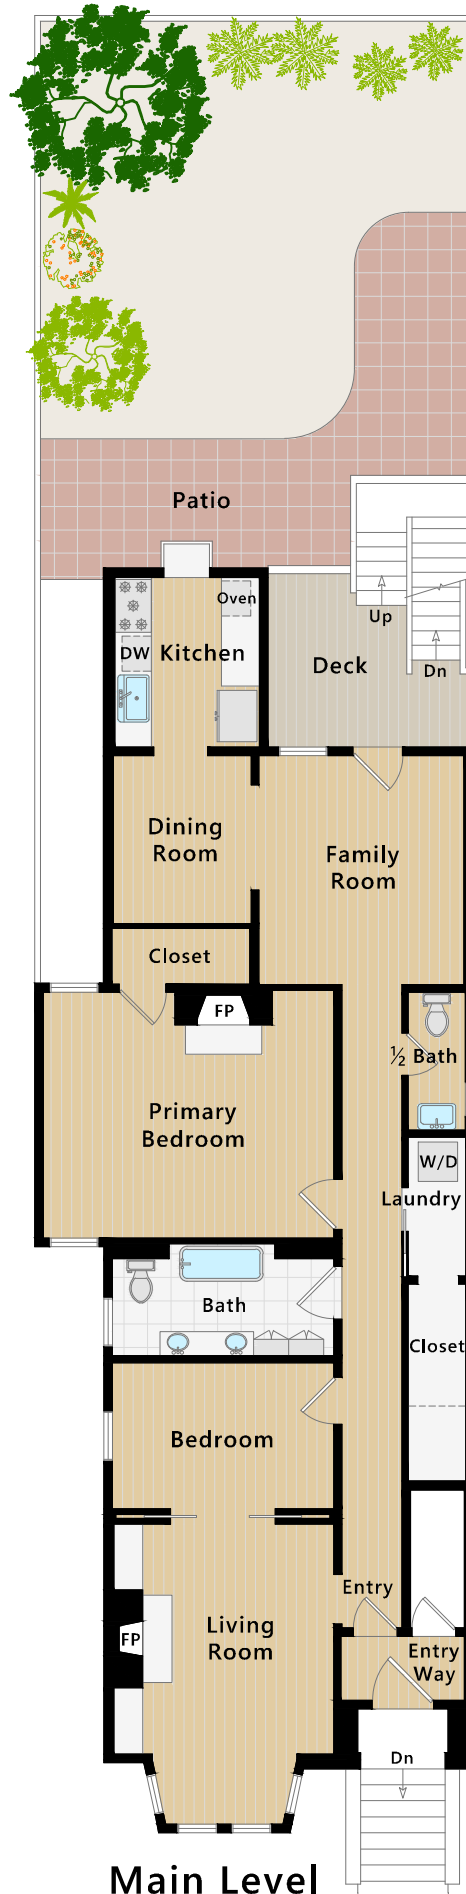 Patio
Oven
DW
Kitchen
Up
Deck
Dn
Dining
Room
Family
Room
Closet
FP
½ Bath
Primary
Bedroom
W/D
Laundry
Bath
Closet
Bedroom
Entry
Living
Room
FP
Entry
Way
Dn
Main Level